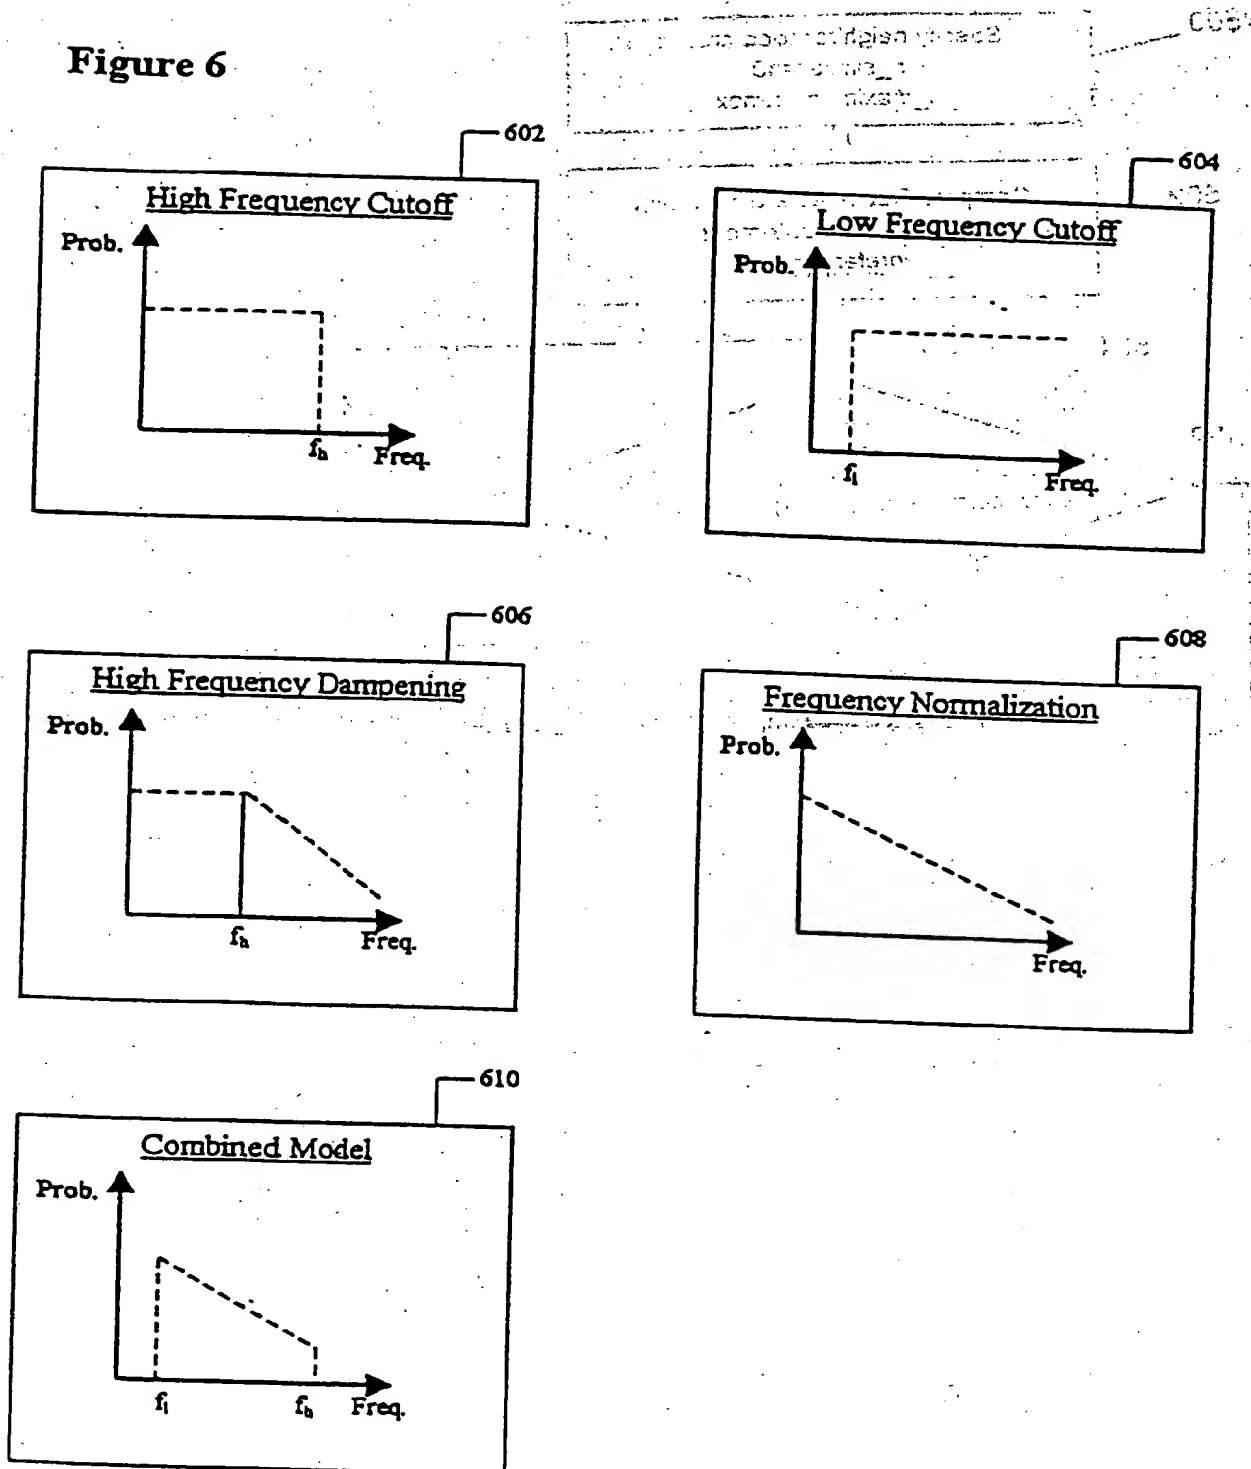 Figure 6
602
High Frequency Cutoff
Prob.
fh
Freq.
604
Low Frequency Cutoff
Prob.
fl
Freq.
606
High Frequency Dampening
Prob.
fh
Freq.
608
Frequency Normalization
Prob.
Freq.
610
Combined Model
Prob.
fl
fh
Freq.